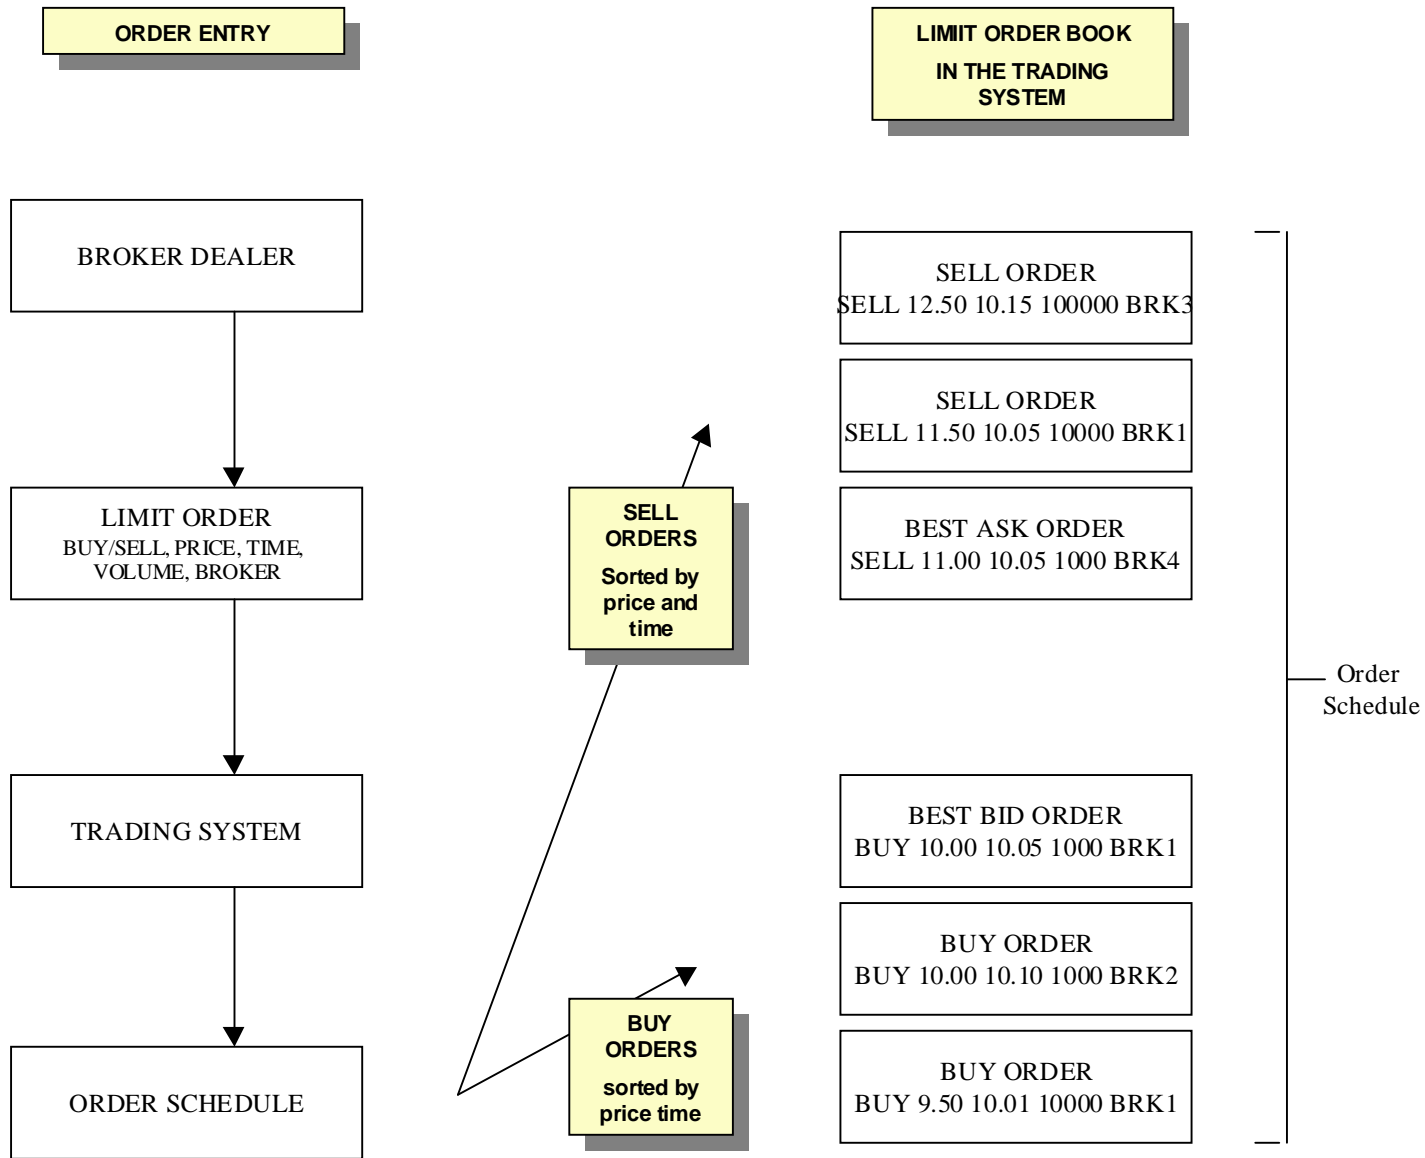 ORDER ENTRY
LIMIIT ORDER BOOK
IN THE TRADING
SYSTEM
BROKER DEALER
LIMIT ORDER
BUY/SELL, PRICE, TIME,
VOLUME, BROKER
TRADING SYSTEM
ORDER SCHEDULE
SELL
ORDERS
Sorted by
price and
time
BUY
ORDERS
sorted by
price time
SELL ORDER
SELL 12.50 10.15 100000 BRK3
SELL ORDER
SELL 11.50 10.05 10000 BRK1
BEST ASK ORDER
SELL 11.00 10.05 1000 BRK4
BEST BID ORDER
BUY 10.00 10.05 1000 BRK1
BUY ORDER
BUY 10.00 10.10 1000 BRK2
BUY ORDER
BUY 9.50 10.01 10000 BRK1
Order
Schedule